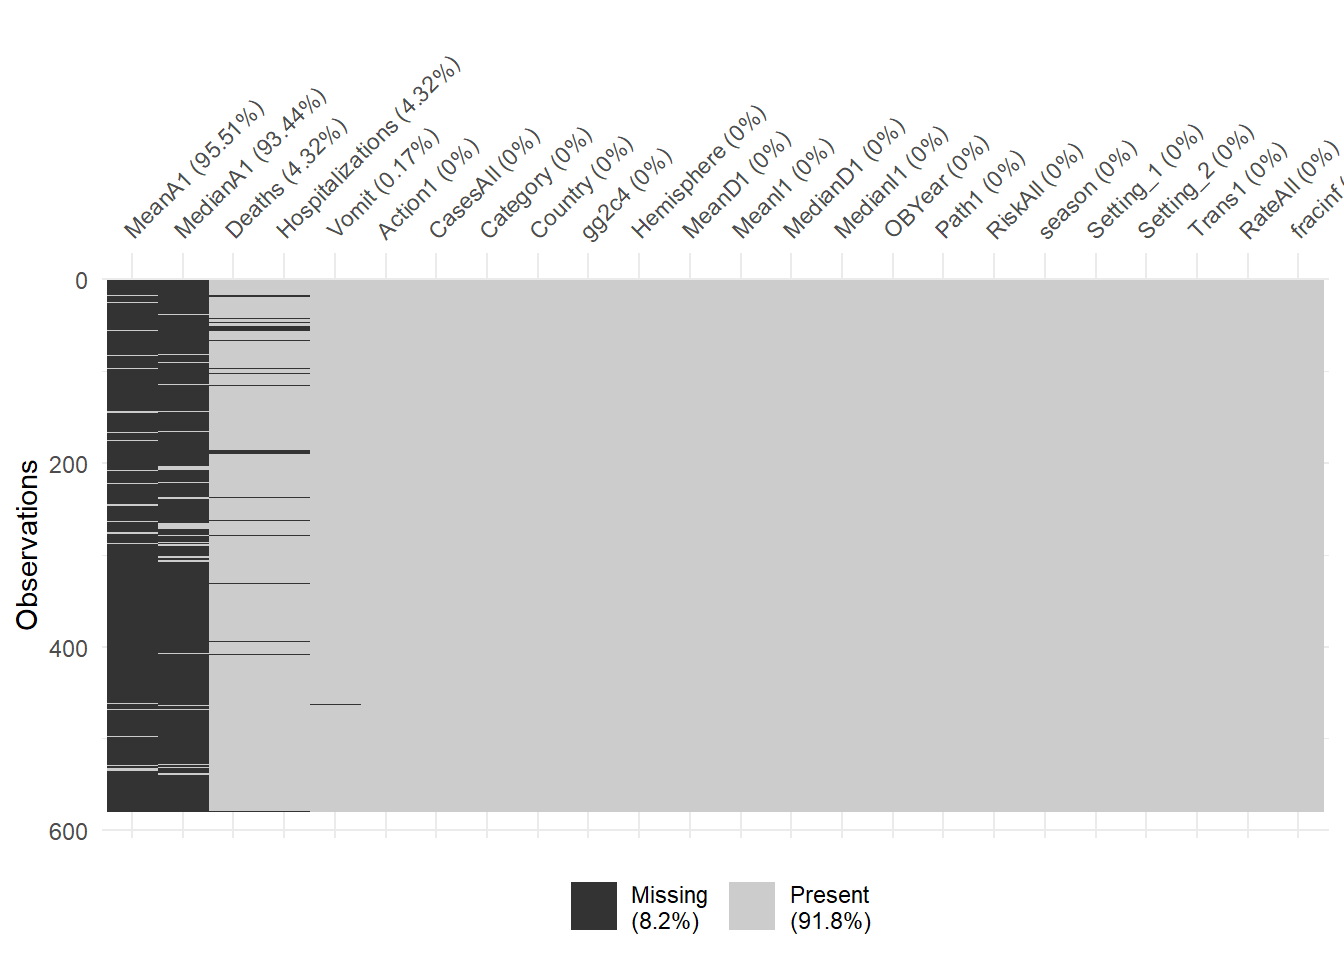 MeanA1 (95.51%)
MedianA1 (93.44%)
Deaths (4.32%)
Hospitalizations (4.32%)
Vomit (0.17%)
Action1 (0%)
CasesAll (0%)
Category (0%)
Country (0%)
gg2c4 (0%)
Hemisphere (0%)
MeanD1 (0%)
MeanI1 (0%)
MedianD1 (0%)
MedianI1 (0%)
OBYear (0%)
Path1 (0%)
RiskAll (0%)
season (0%)
Setting_1 (0%)
Setting_2 (0%)
Trans1 (0%)
RateAll (0%)
fracinf (
0
200
400
600
Observations
Missing
(8.2%)
Present
(91.8%)